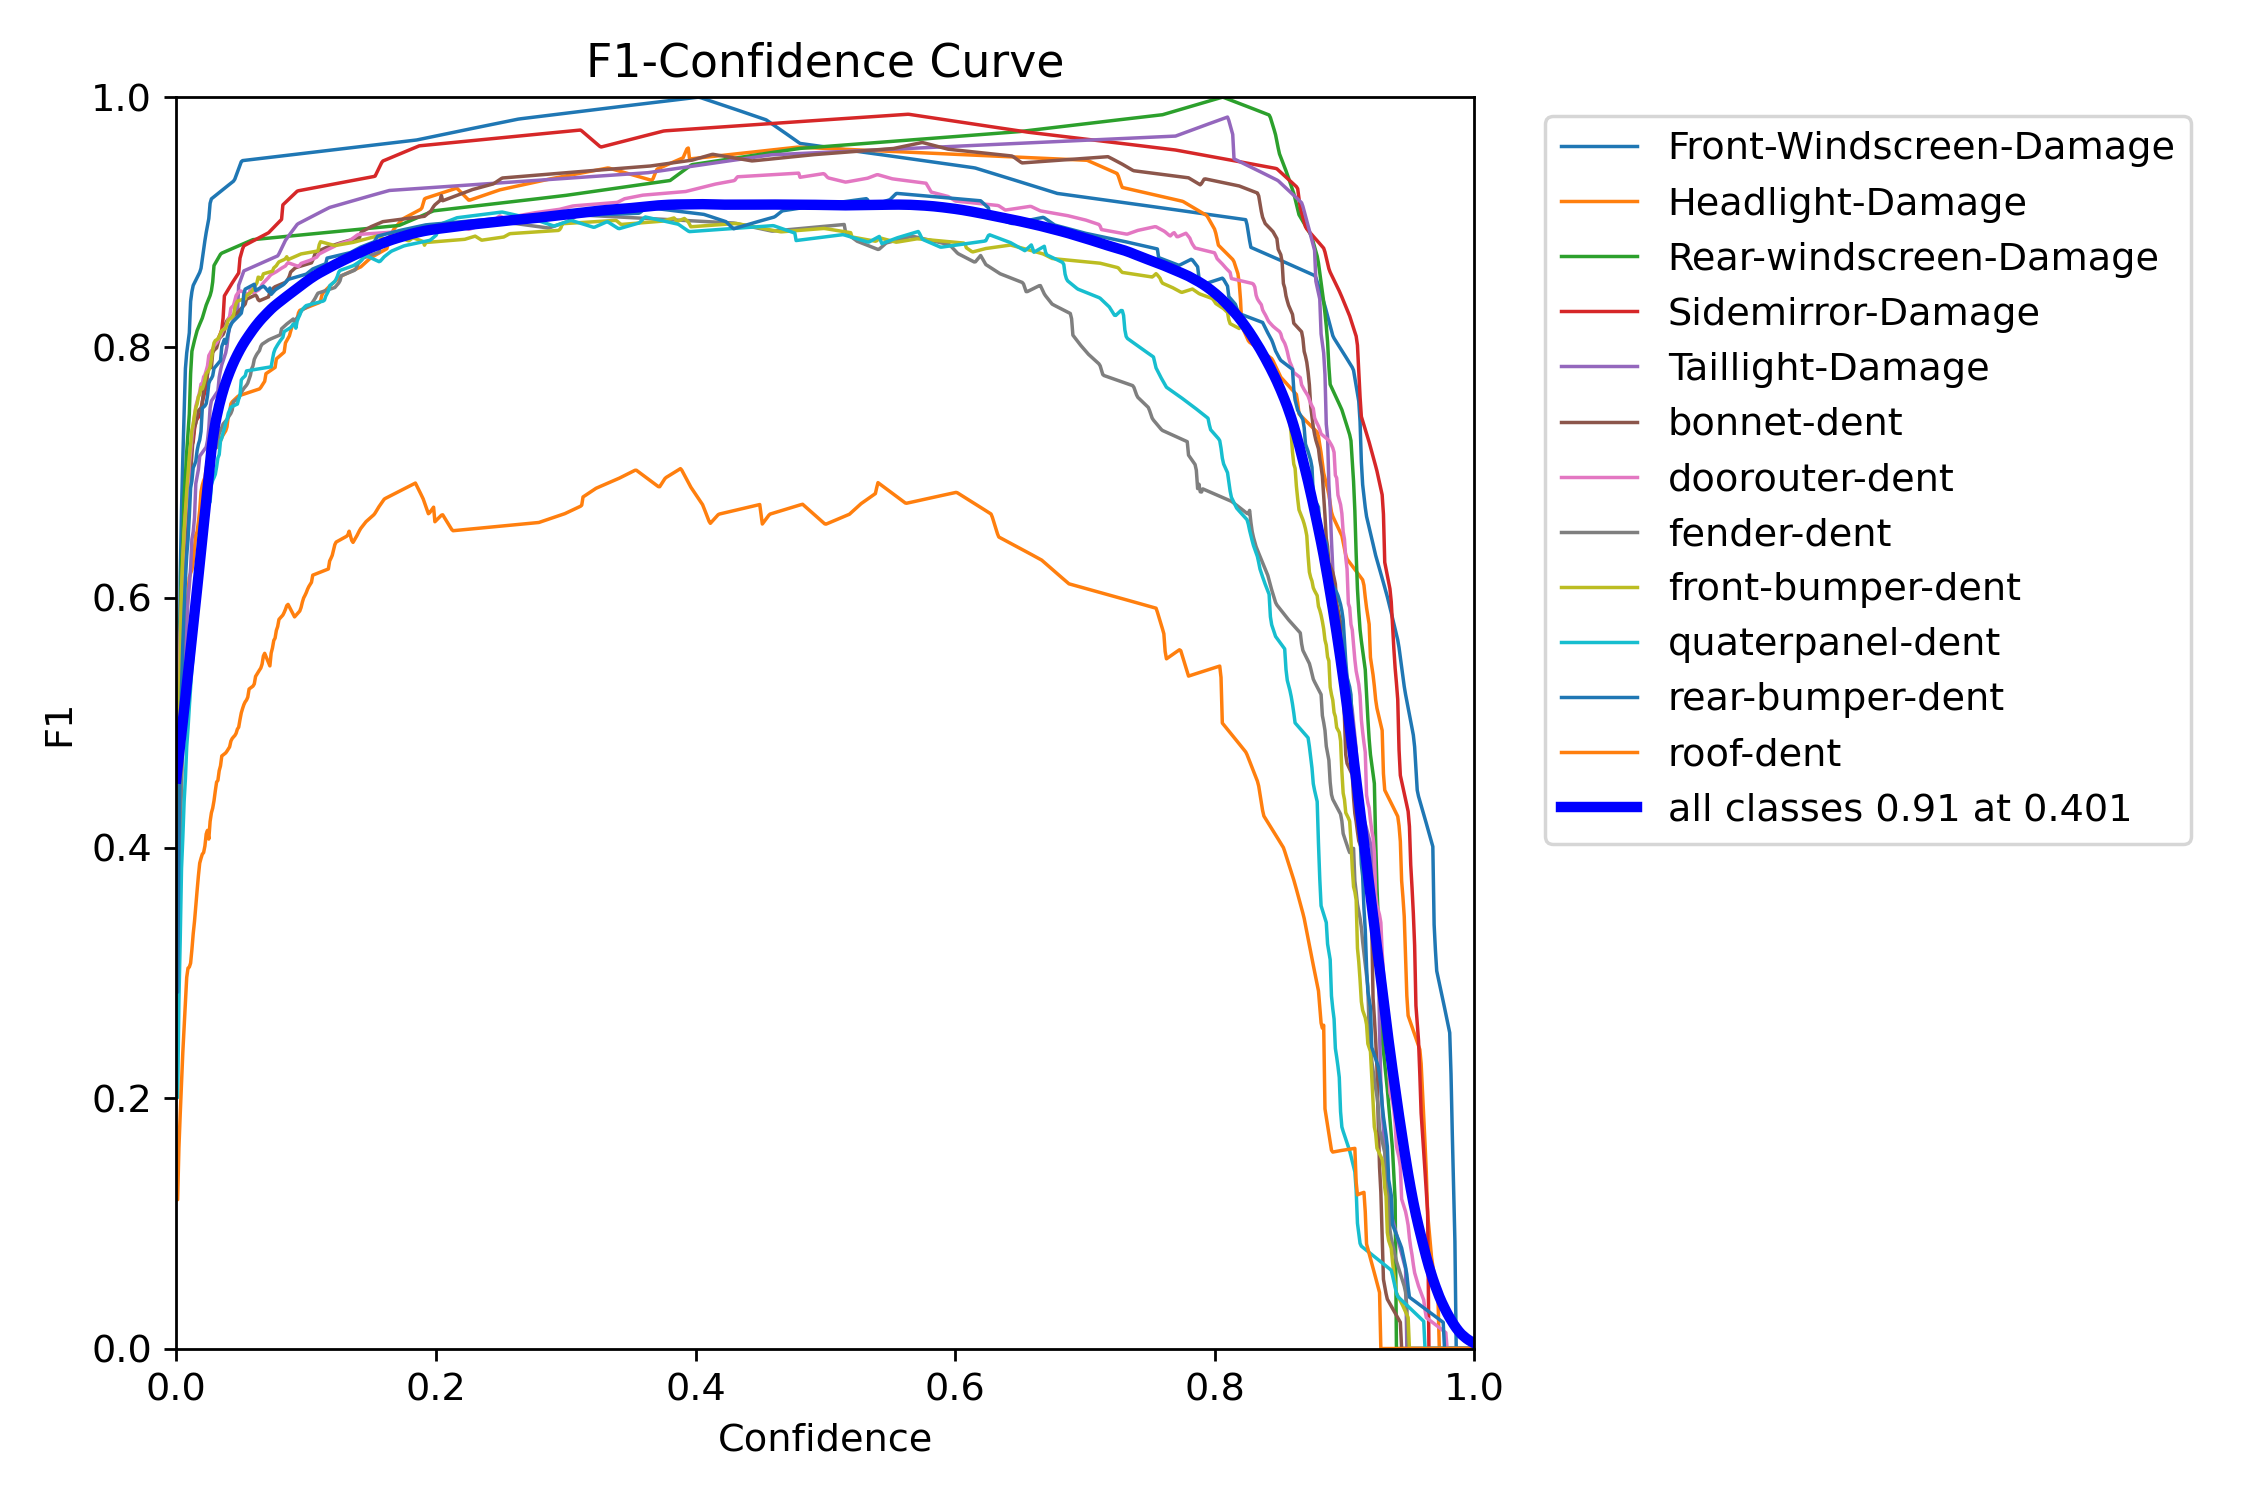 F1-Confidence Curve
1.0
0.8
0.6
0.4
0.2
0.0
F1
0.0 0.2 0.4 0.6 0.8 1.0
Confidence
Front-Windscreen-Damage
Headlight-Damage
Rear-windscreen-Damage
Sidemirror-Damage
Taillight-Damage
bonnet-dent
doorouter-dent
fender-dent
front-bumper-dent
quaterpanel-dent
rear-bumper-dent
roof-dent
all classes 0.91 at 0.401